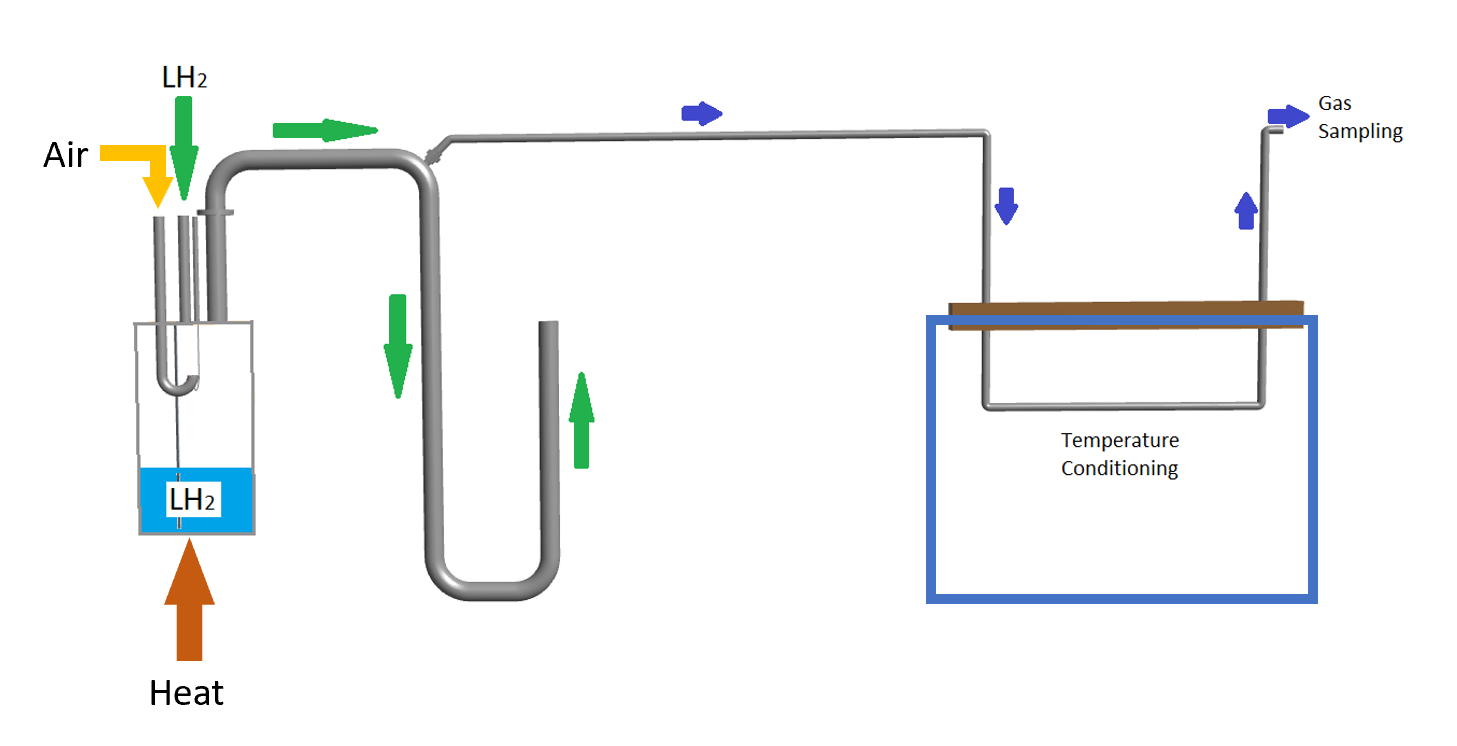 LH2
Air
Gas
Sampling
Temperature
Conditioning
LH2
Heat